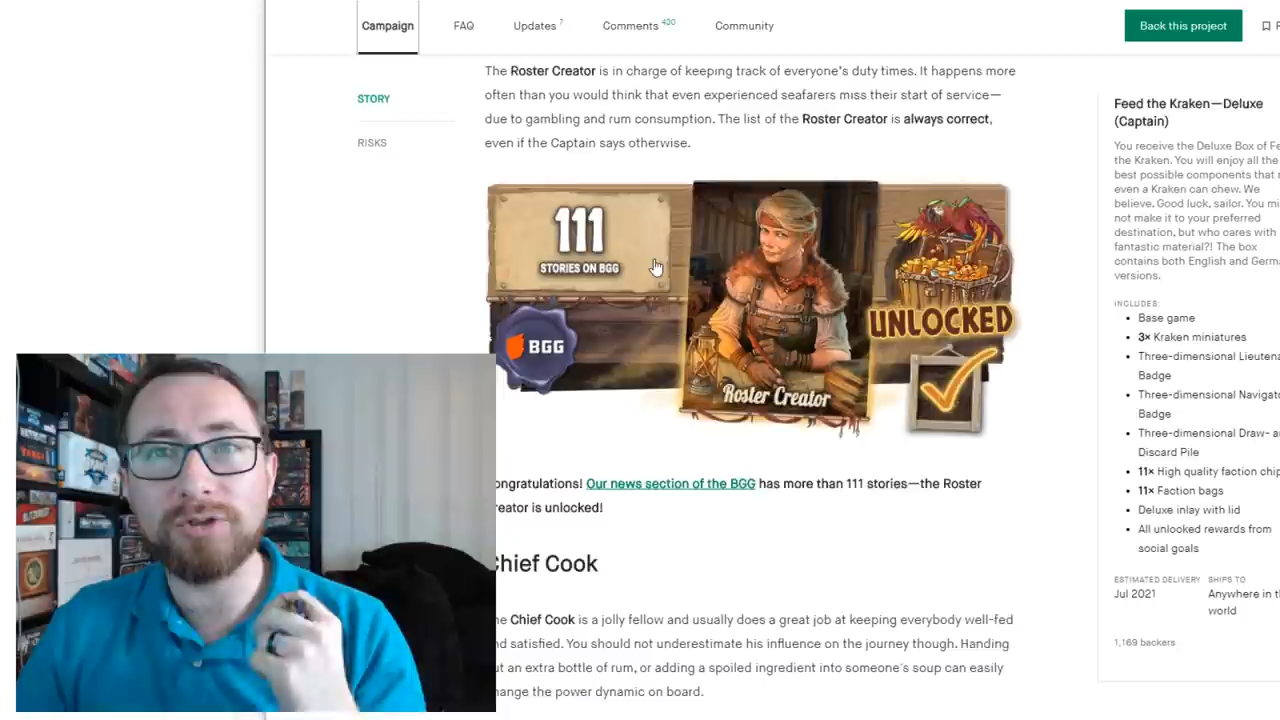 Campaign
FAQ
Updates 7
Comments 430
Community
Back this project
STORY
RISKS
The Roster Creator is in charge of keeping track of everyone's duty times. It happens more
often than you would think that even experienced seafarers miss their start of service—
due to gambling and rum consumption. The list of the Roster Creator is always correct,
even if the Captain says otherwise.
111
STORIES ON BGG
BGG
Roster Creator
UNLOCKED
ongratulations! Our news section of the BGG has more than 111 stories—the Roster
reator is unlocked!
hief Cook
he Chief Cook is a jolly fellow and usually does a great job at keeping everybody well-fed
nd satisfied. You should not underestimate his influence on the journey though. Handing
ut an extra bottle of rum, or adding a spoiled ingredient into someone's soup can easily
hange the power dynamic on board.
Feed the Kraken—Deluxe
(Captain)
You receive the Deluxe Box of Fe
the Kraken. You will enjoy all the
best possible components that
even a Kraken can chew. We
believe. Good luck, sailor. You mi
not make it to your preferred
destination, but who cares with
fantastic material?! The box
contains both English and Germ
versions.
INCLUDES:
Base game
3× Kraken miniatures
Three-dimensional Lieutena
Badge
Three-dimensional Navigat
Badge
Three-dimensional Draw- a
Discard Pile
11× High quality faction chip
11× Faction bags
Deluxe inlay with lid
All unlocked rewards from
social goals
ESTIMATED DELIVERY
Jul 2021
SHIPS TO
Anywhere in t
world
1,169 backers